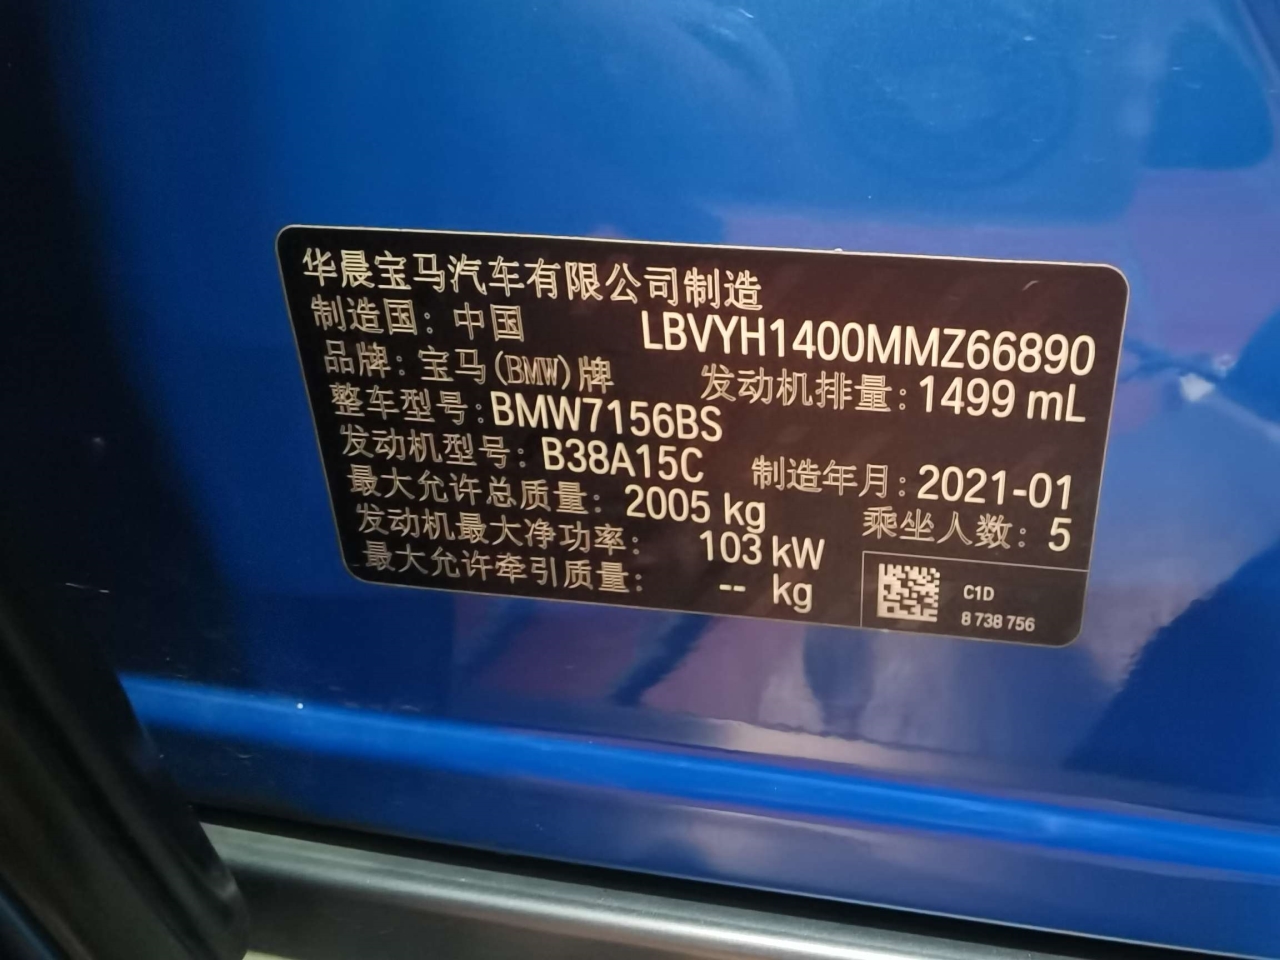 华晨宝马汽车有限公司制造
制造国：中国 LBVYH1400MMZ66890
品牌：宝马(BMW)牌 发动机排量：1499 mL
整车型号：BMW7156BS
发动机型号：B38A15C 制造年月：2021-01
最大允许总质量：2005 kg 乘坐人数：5
发动机最大净功率：103 kW
最大允许牵引质量：-- kg
C1D
8 738 756